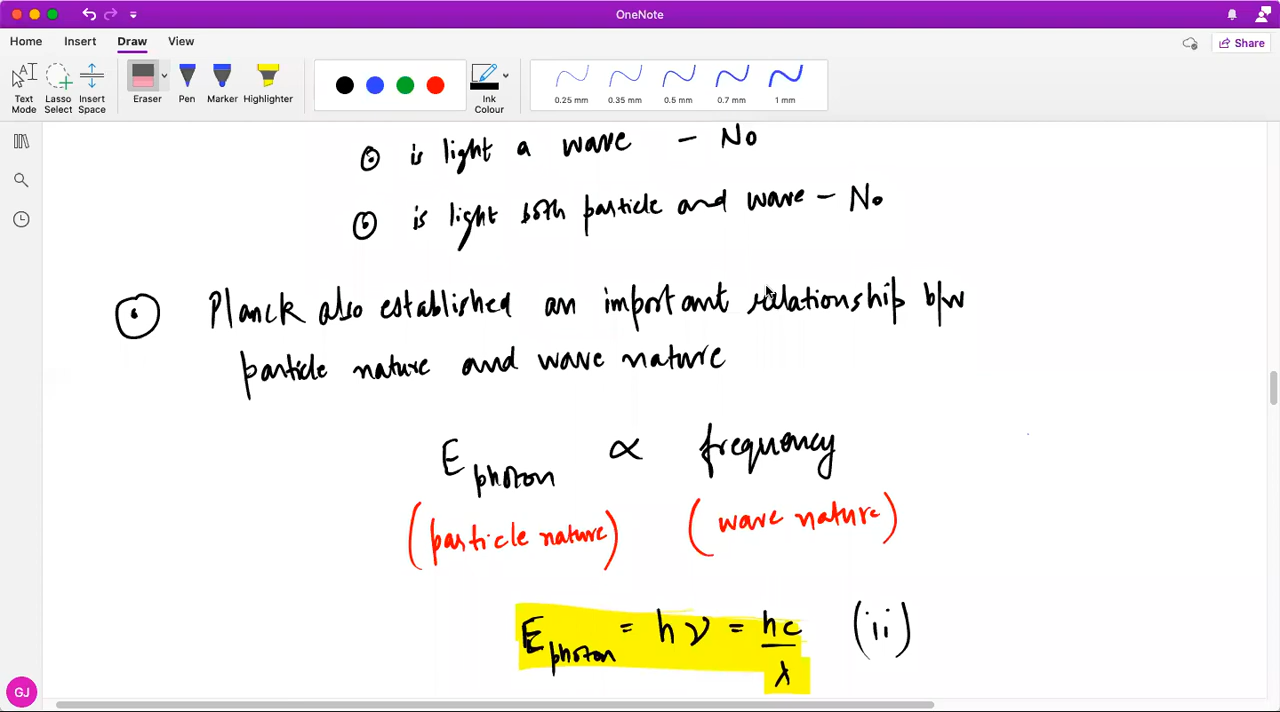 OneNote
Home Insert Draw View
Share
Text Mode
Lasso Select
Insert Space
Eraser
Pen
Marker
Highlighter
Ink Colour
0.25 mm 0.35 mm 0.5 mm 0.7 mm 1 mm
is light a wave - No
is light both particle and wave - No
Planck also established an important relationship b/w
particle nature and wave nature
E photon ∝ frequency
(particle nature) (wave nature)
E photon = hν = hc/λ (ii)
GJ